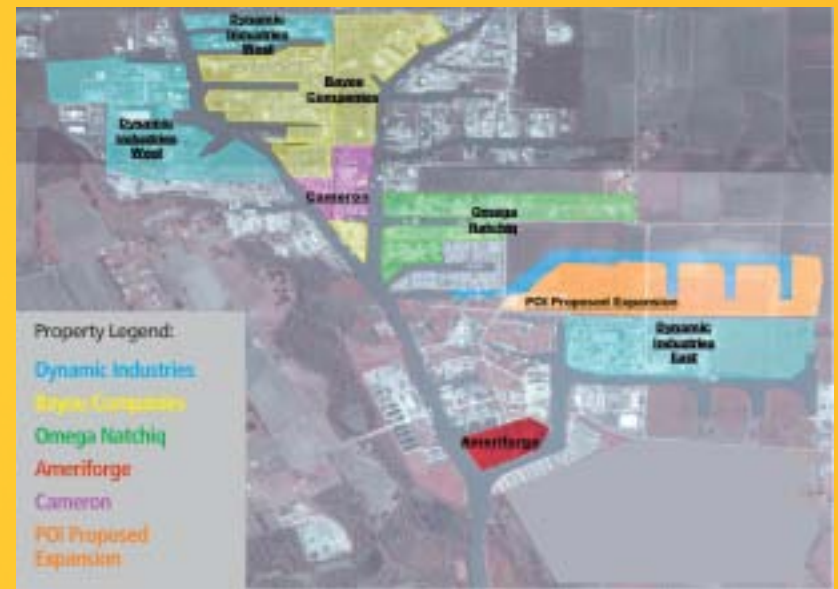 Dynamic
Industries
West
Bayou
Companies
Dynamic
Industries
West
Cameron
Omega
Natchiq
POI Proposed Expansion
Dynamic
Industries
East
Ameriforge
Property Legend:
Dynamic Industries
Bayou Companies
Omega Natchiq
Ameriforge
Cameron
POI Proposed
Expansion